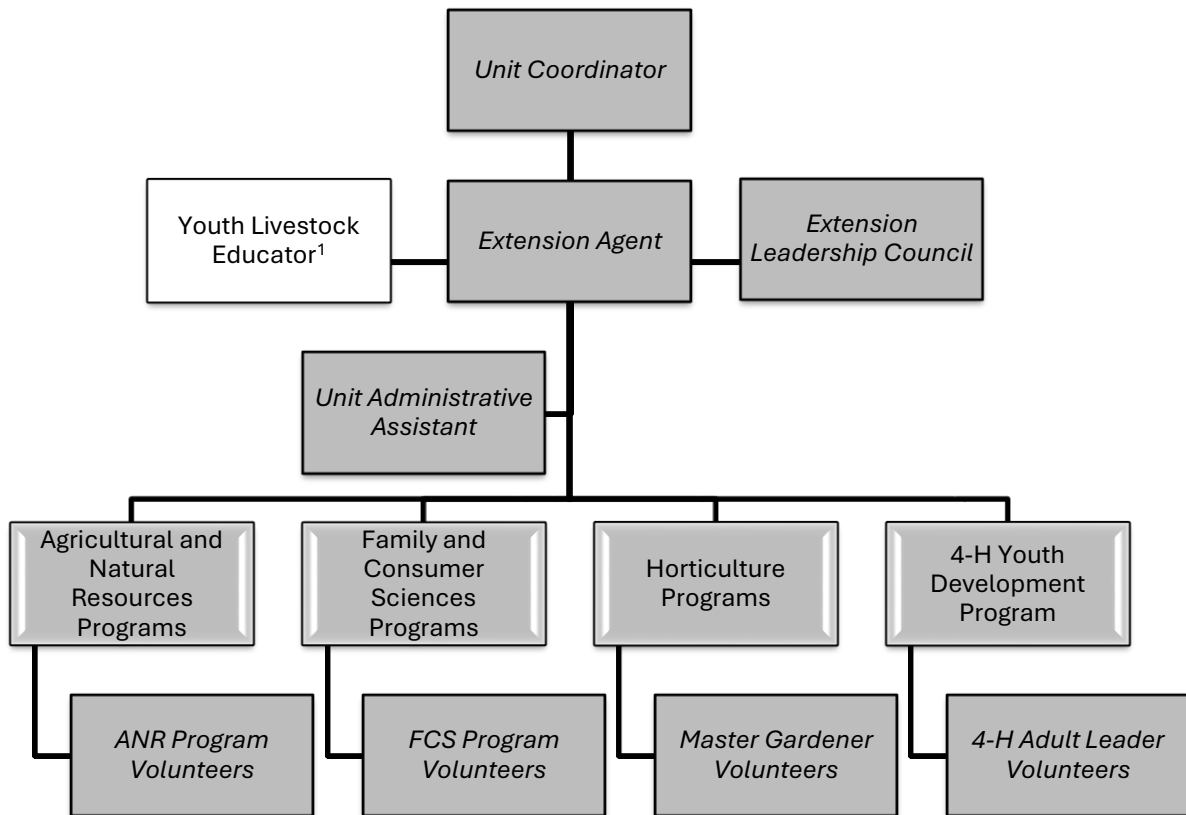 Unit Coordinator
Youth Livestock
Educator¹
Extension Agent
Extension
Leadership Council
Unit Administrative
Assistant
Agricultural and
Natural
Resources
Programs
Family and
Consumer
Sciences
Programs
Horticulture
Programs
4-H Youth
Development
Program
ANR Program
Volunteers
FCS Program
Volunteers
Master Gardener
Volunteers
4-H Adult Leader
Volunteers